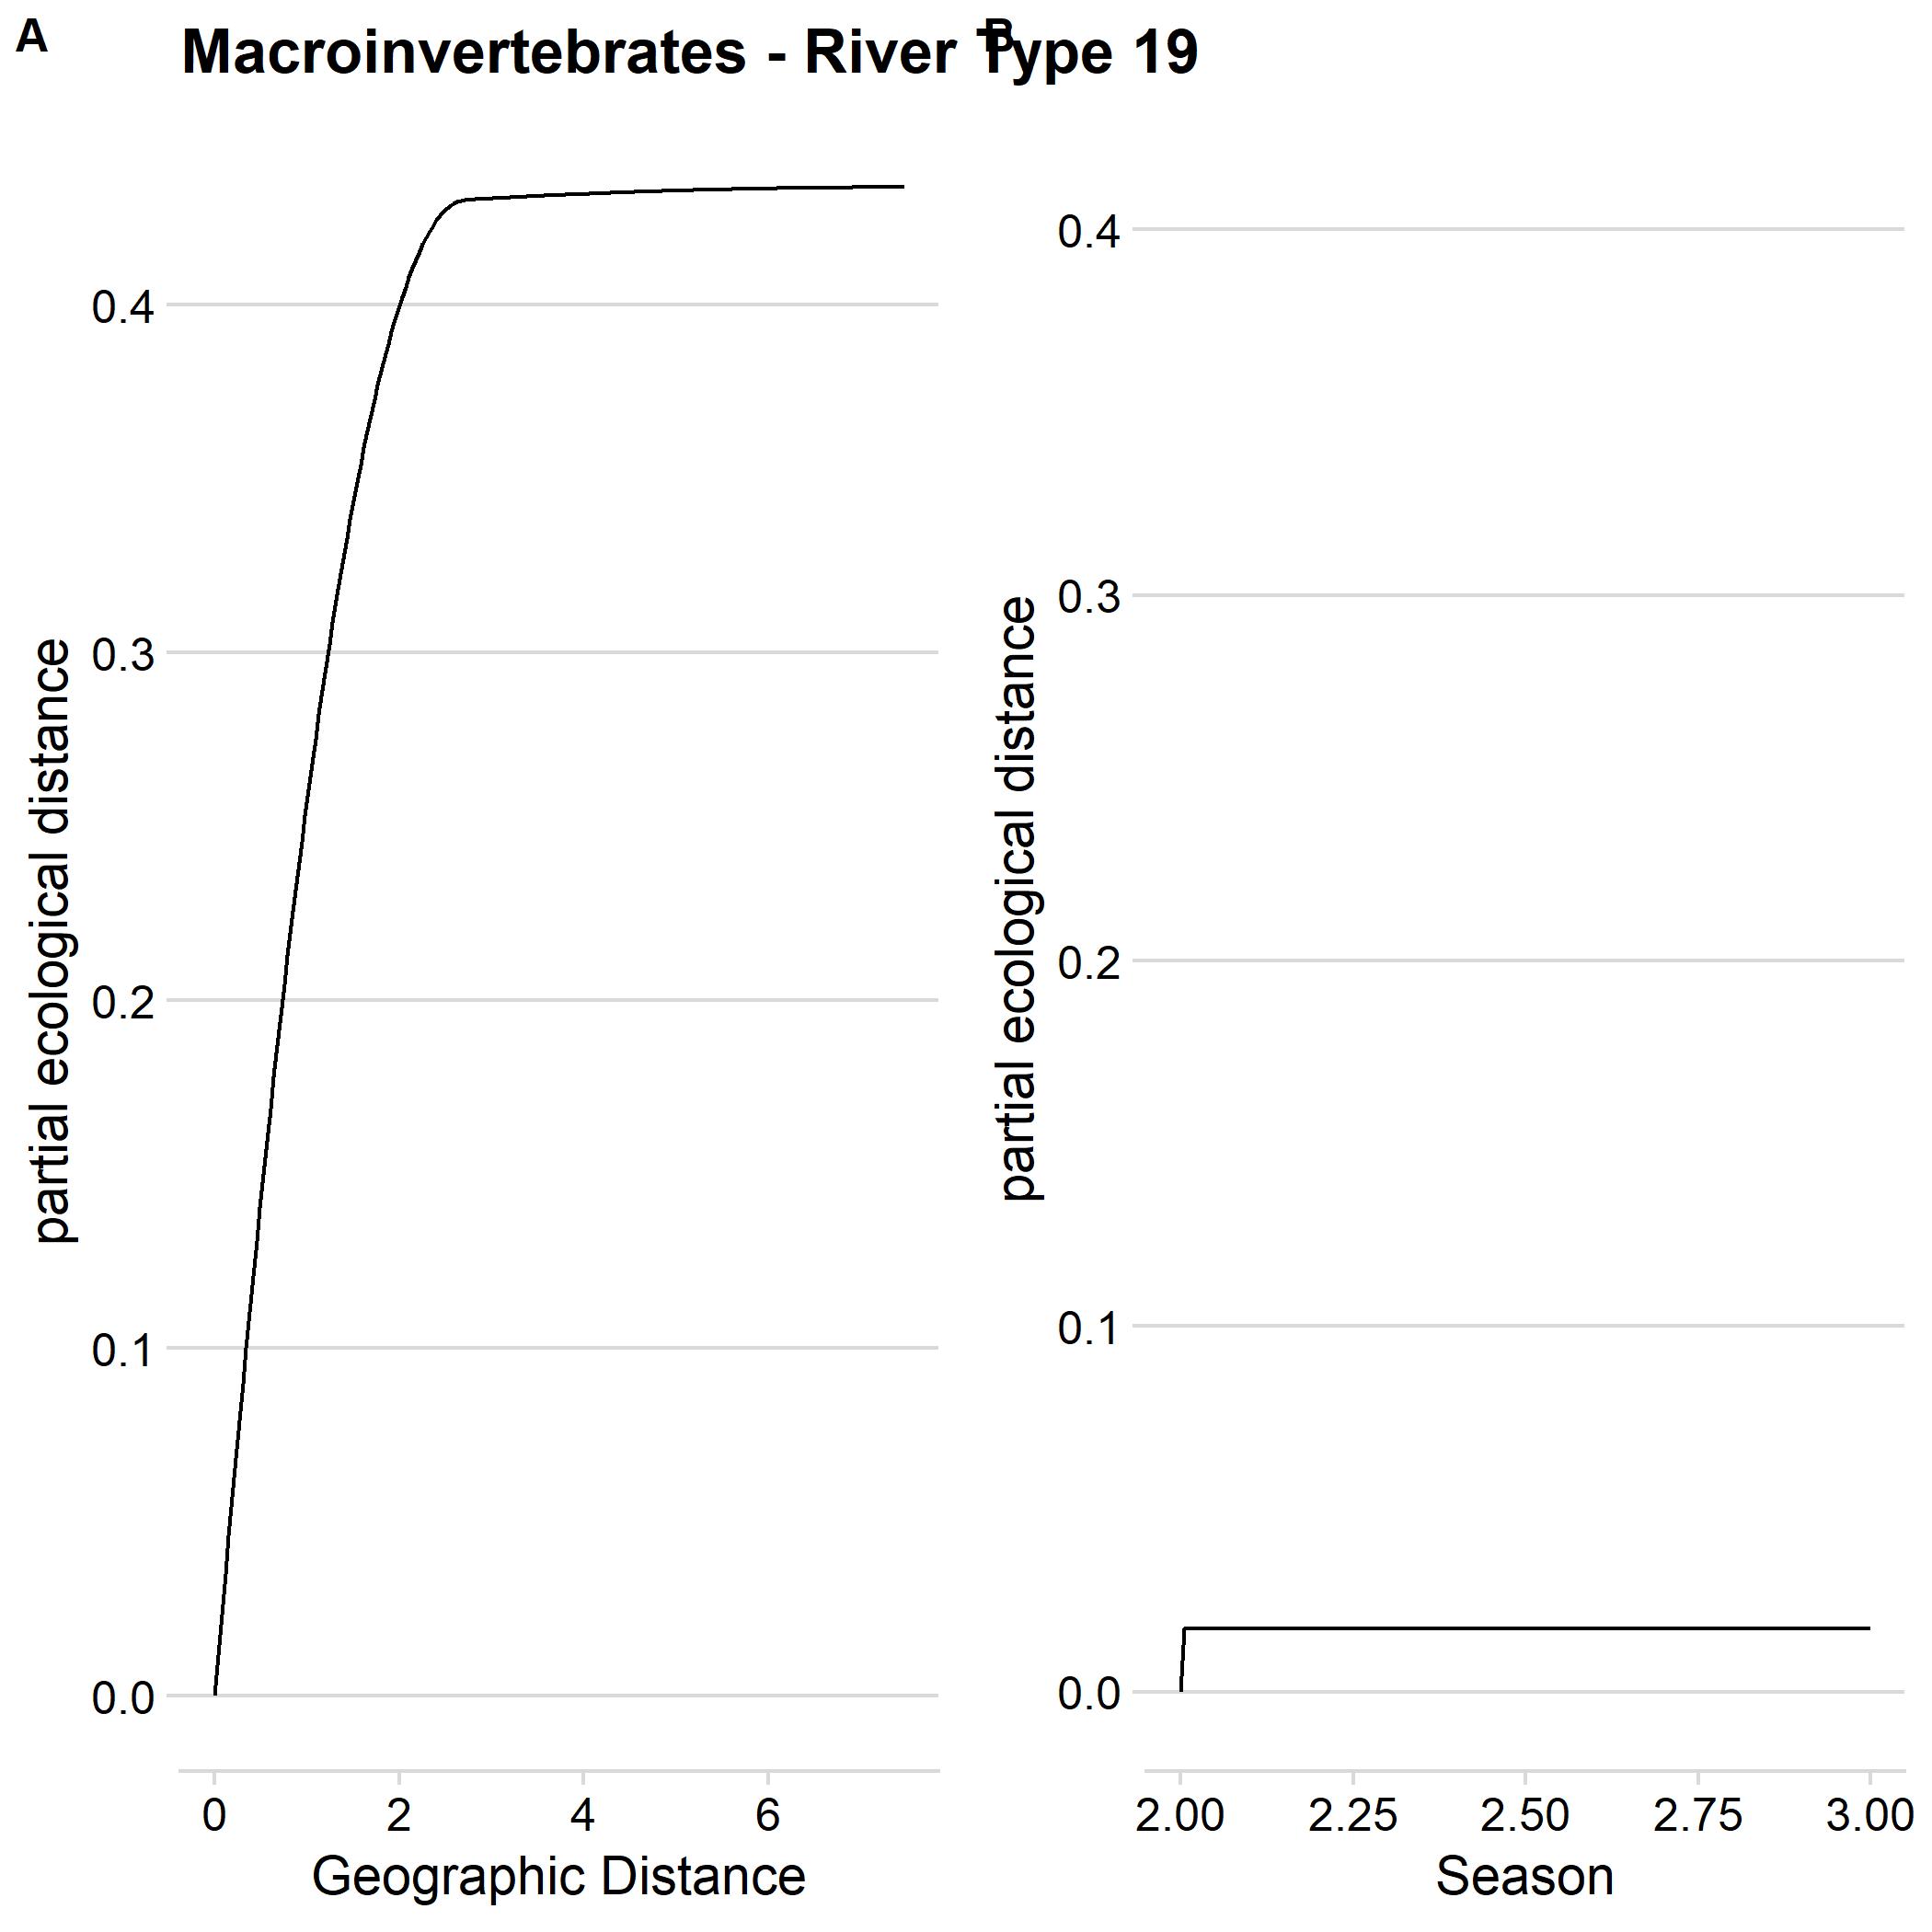 A
Macroinvertebrates - River Type 19
B
partial ecological distance
0.4
0.3
0.2
0.1
0.0
0 2 4 6
Geographic Distance
partial ecological distance
0.4
0.3
0.2
0.1
0.0
2.00 2.25 2.50 2.75 3.00
Season